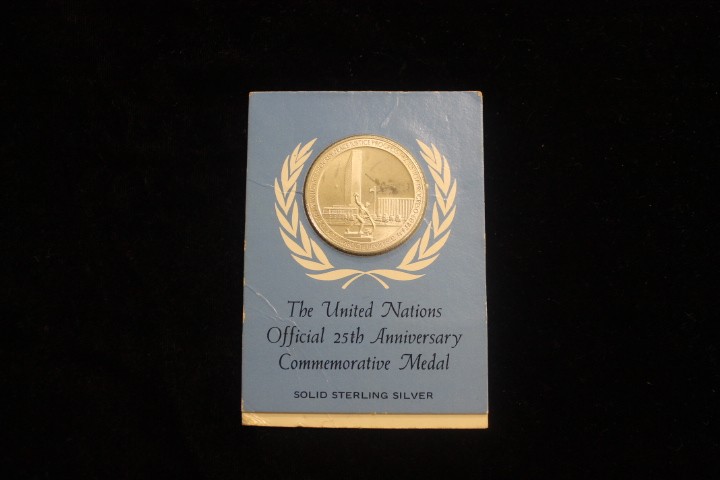 The United Nations
Official 25th Anniversary
Commemorative Medal
SOLID STERLING SILVER